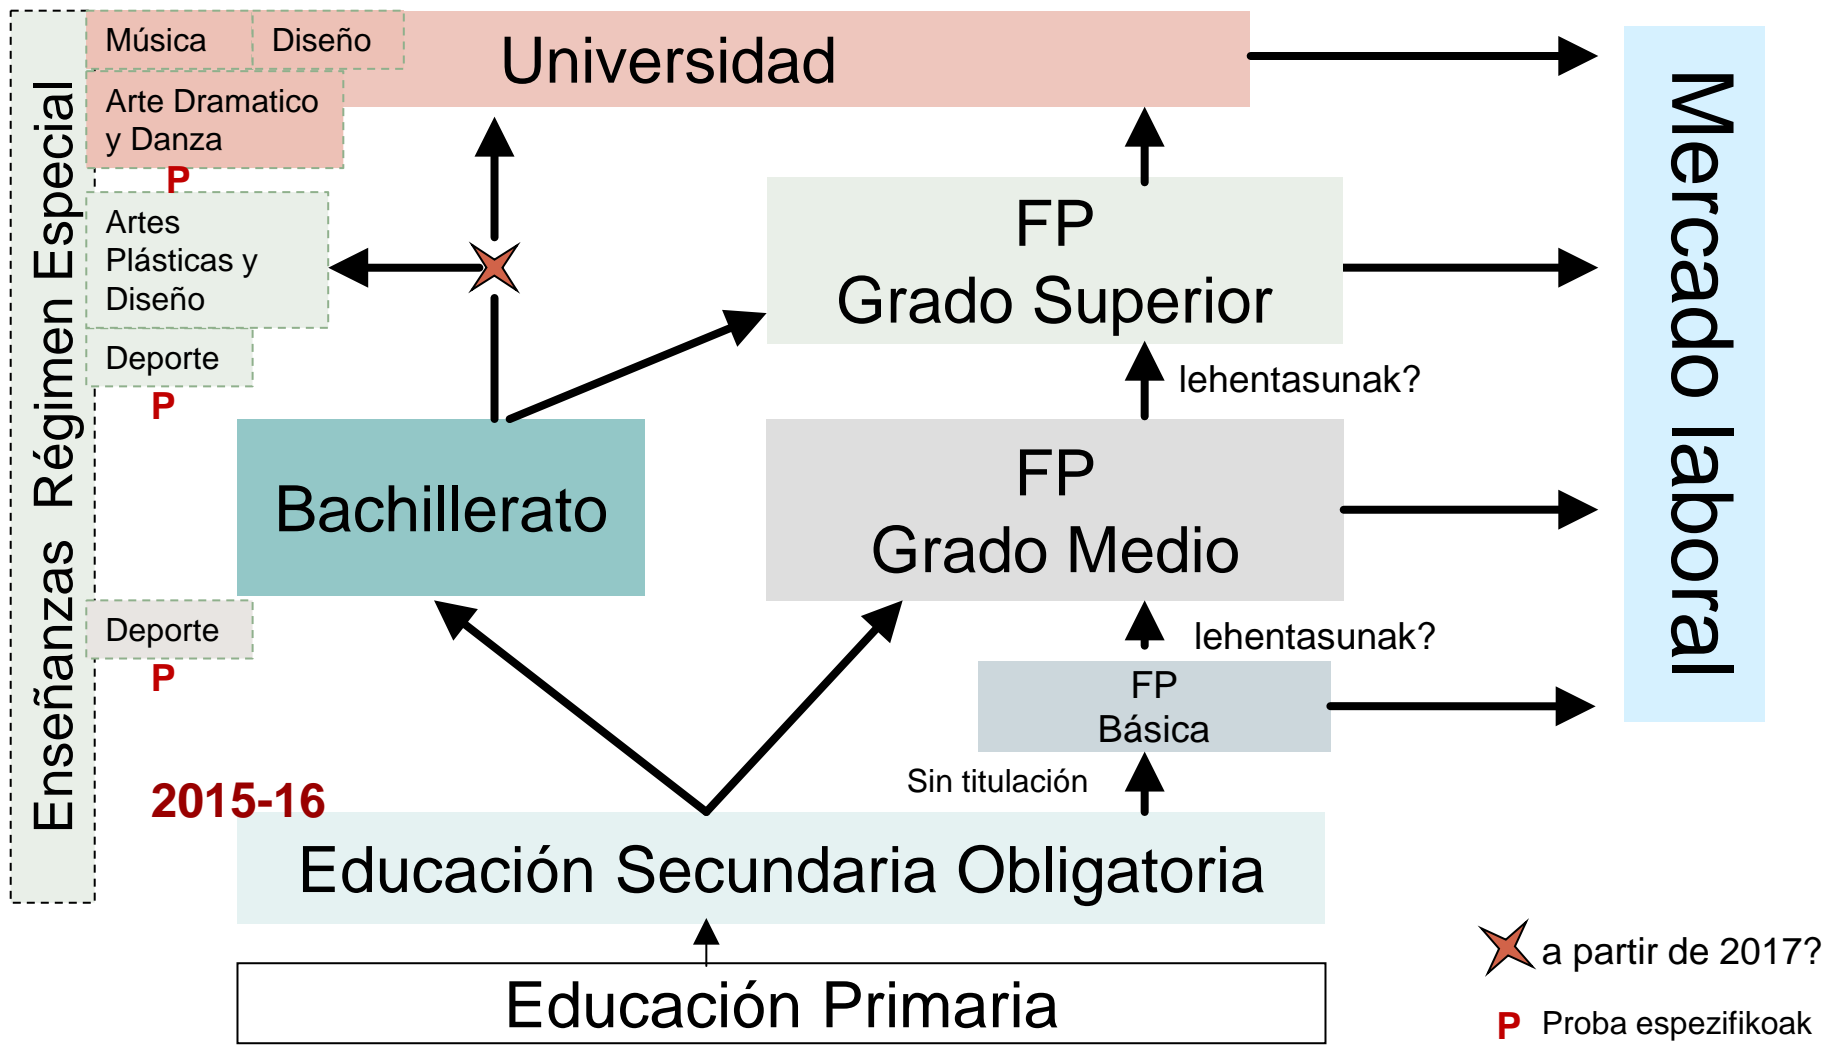 Enseñanzas Régimen Especial
Música
Diseño
Universidad
Arte Dramatico
y Danza
P
Artes
Plásticas y
Diseño
Deporte
P
FP
Grado Superior
lehentasunak?
Bachillerato
FP
Grado Medio
Deporte
P
lehentasunak?
FP
Básica
Sin titulación
2015-16
Educación Secundaria Obligatoria
Educación Primaria
Mercado laboral
a partir de 2017?
P Proba espezifikoak